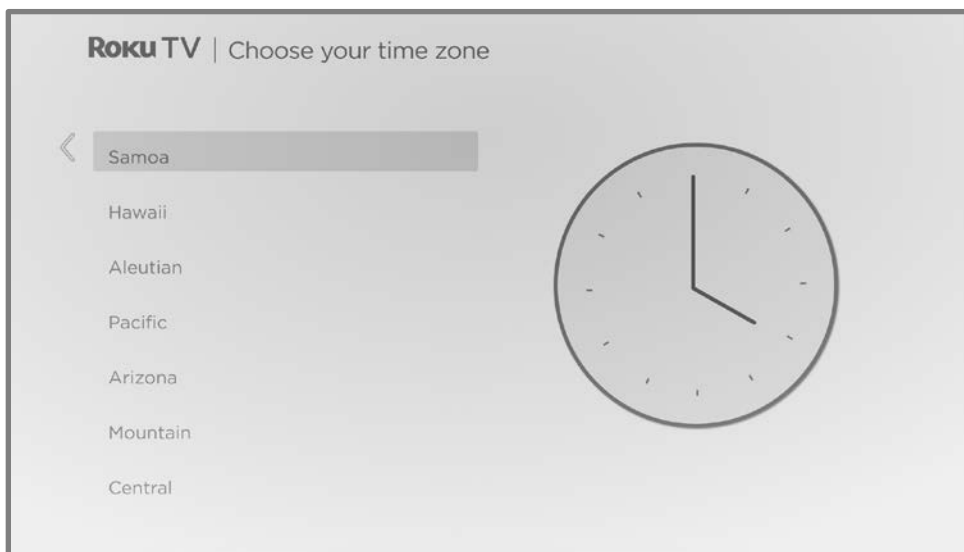 Roku TV | Choose your time zone
Samoa
Hawaii
Aleutian
Pacific
Arizona
Mountain
Central